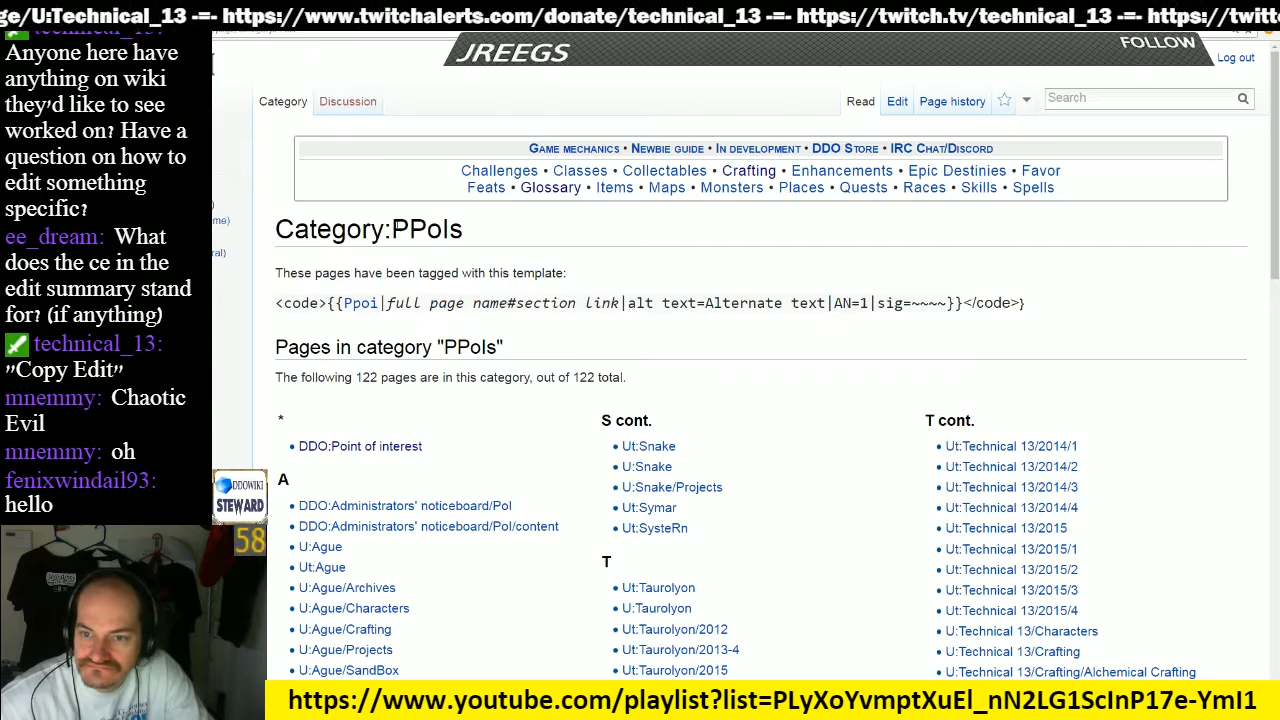 ge/U:Technical_13 -=- https://www.twitchalerts.com/donate/technical_13 -=- https://twitch.tv/technical_13 -=- https://twitt
technical_13:
Anyone here have
anything on wiki
they'd like to see
worked on? Have a
question on how to
edit something
specific?
ee_dream: What
does the ce in the
edit summary stand
for? (if anything)
technical_13:
"Copy Edit"
mnemmy: Chaotic
Evil
mnemmy: oh
fenixwindail93:
hello
me)
ral)
DDOWIKI
STEWARD
58
JREEGS
FOLLOW
Log out
Category Discussion Read Edit Page history Search
Game mechanics • Newbie guide • In development • DDO Store • IRC Chat/Discord
Challenges • Classes • Collectables • Crafting • Enhancements • Epic Destinies • Favor
Feats • Glossary • Items • Maps • Monsters • Places • Quests • Races • Skills • Spells
Category:PPoIs
These pages have been tagged with this template:
<code>{{Ppoi|full page name#section link|alt text=Alternate text|AN=1|sig=~~~~}}</code>}
Pages in category "PPoIs"
The following 122 pages are in this category, out of 122 total.
*
• DDO:Point of interest
A
• DDO:Administrators' noticeboard/PoI
• DDO:Administrators' noticeboard/PoI/content
• U:Ague
• Ut:Ague
• U:Ague/Archives
• U:Ague/Characters
• U:Ague/Crafting
• U:Ague/Projects
• U:Ague/SandBox
S cont.
• Ut:Snake
• U:Snake
• U:Snake/Projects
• Ut:Symar
• Ut:SysteRn
T
• Ut:Taurolyon
• U:Taurolyon
• Ut:Taurolyon/2012
• Ut:Taurolyon/2013-4
• Ut:Taurolyon/2015
T cont.
• Ut:Technical 13/2014/1
• Ut:Technical 13/2014/2
• Ut:Technical 13/2014/3
• Ut:Technical 13/2014/4
• Ut:Technical 13/2015
• Ut:Technical 13/2015/1
• Ut:Technical 13/2015/2
• Ut:Technical 13/2015/3
• Ut:Technical 13/2015/4
• U:Technical 13/Characters
• U:Technical 13/Crafting
• U:Technical 13/Crafting/Alchemical Crafting
https://www.youtube.com/playlist?list=PLyXoYvmptXuEl_nN2LG1ScInP17e-YmI1